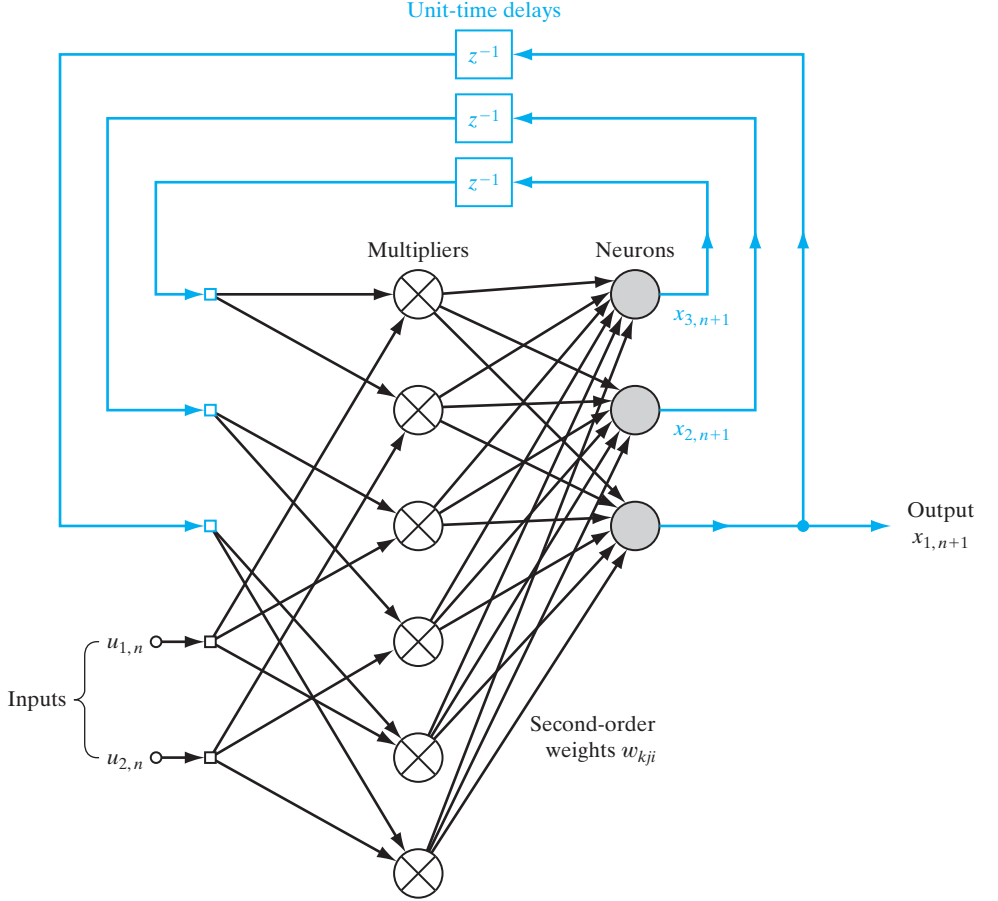 Unit-time delays
z⁻¹
z⁻¹
z⁻¹
Multipliers
Neurons
x₃,ₙ₊₁
x₂,ₙ₊₁
Output
x₁,ₙ₊₁
u₁,ₙ
Inputs
u₂,ₙ
Second-order
weights wₖⱼᵢ